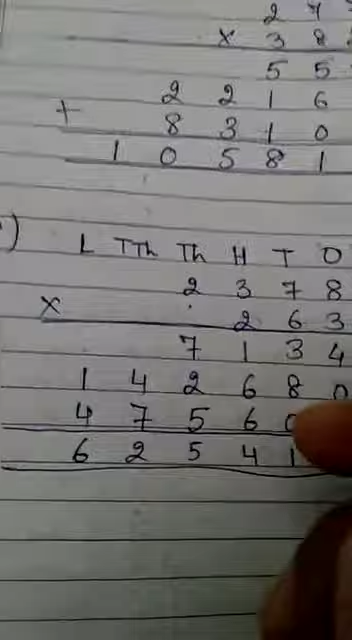 2 7
x 3 8
5 5
2 2 1 6
+ 8 3 1 0
1 0 5 8 1
) L TTh Th H T O
2 3 7 8
x 2 6 3
7 1 3 4
1 4 2 6 8 0
4 7 5 6
6 2 5 4 1